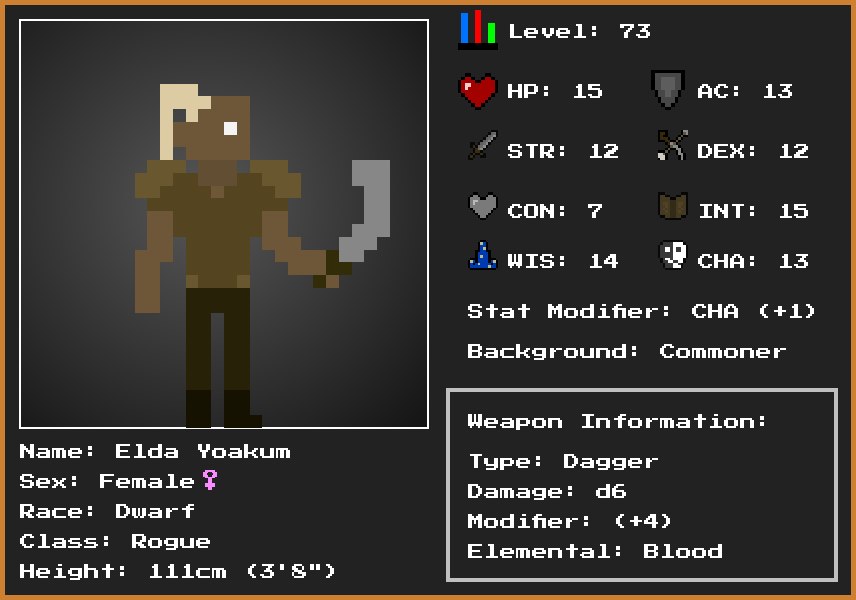 Level: 73
HP: 15
AC: 13
STR: 12
DEX: 12
CON: 7
INT: 15
WIS: 14
CHA: 13
Stat Modifier: CHA (+1)
Background: Commoner
Weapon Information:
Type: Dagger
Damage: d6
Modifier: (+4)
Elemental: Blood
Name: Elda Yoakum
Sex: Female♀
Race: Dwarf
Class: Rogue
Height: 111cm (3'8")